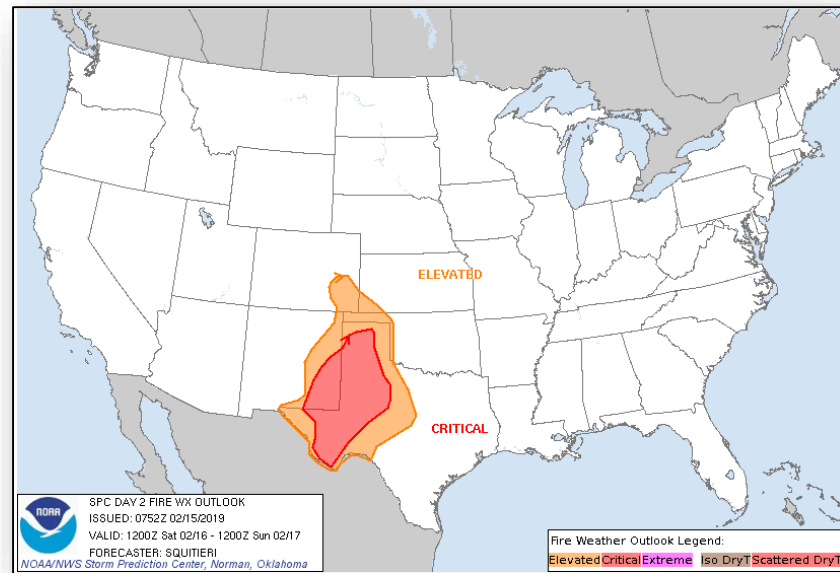 ELEVATED
CRITICAL
SPC DAY 2 FIRE WX OUTLOOK
ISSUED: 0752Z 02/15/2019
VALID: 1200Z Sat 02/16 - 1200Z Sun 02/17
FORECASTER: SQUITIERI
NOAA/NWS Storm Prediction Center, Norman, Oklahoma
NOAA
Fire Weather Outlook Legend:
Elevated Critical Extreme Iso DryT Scattered DryT